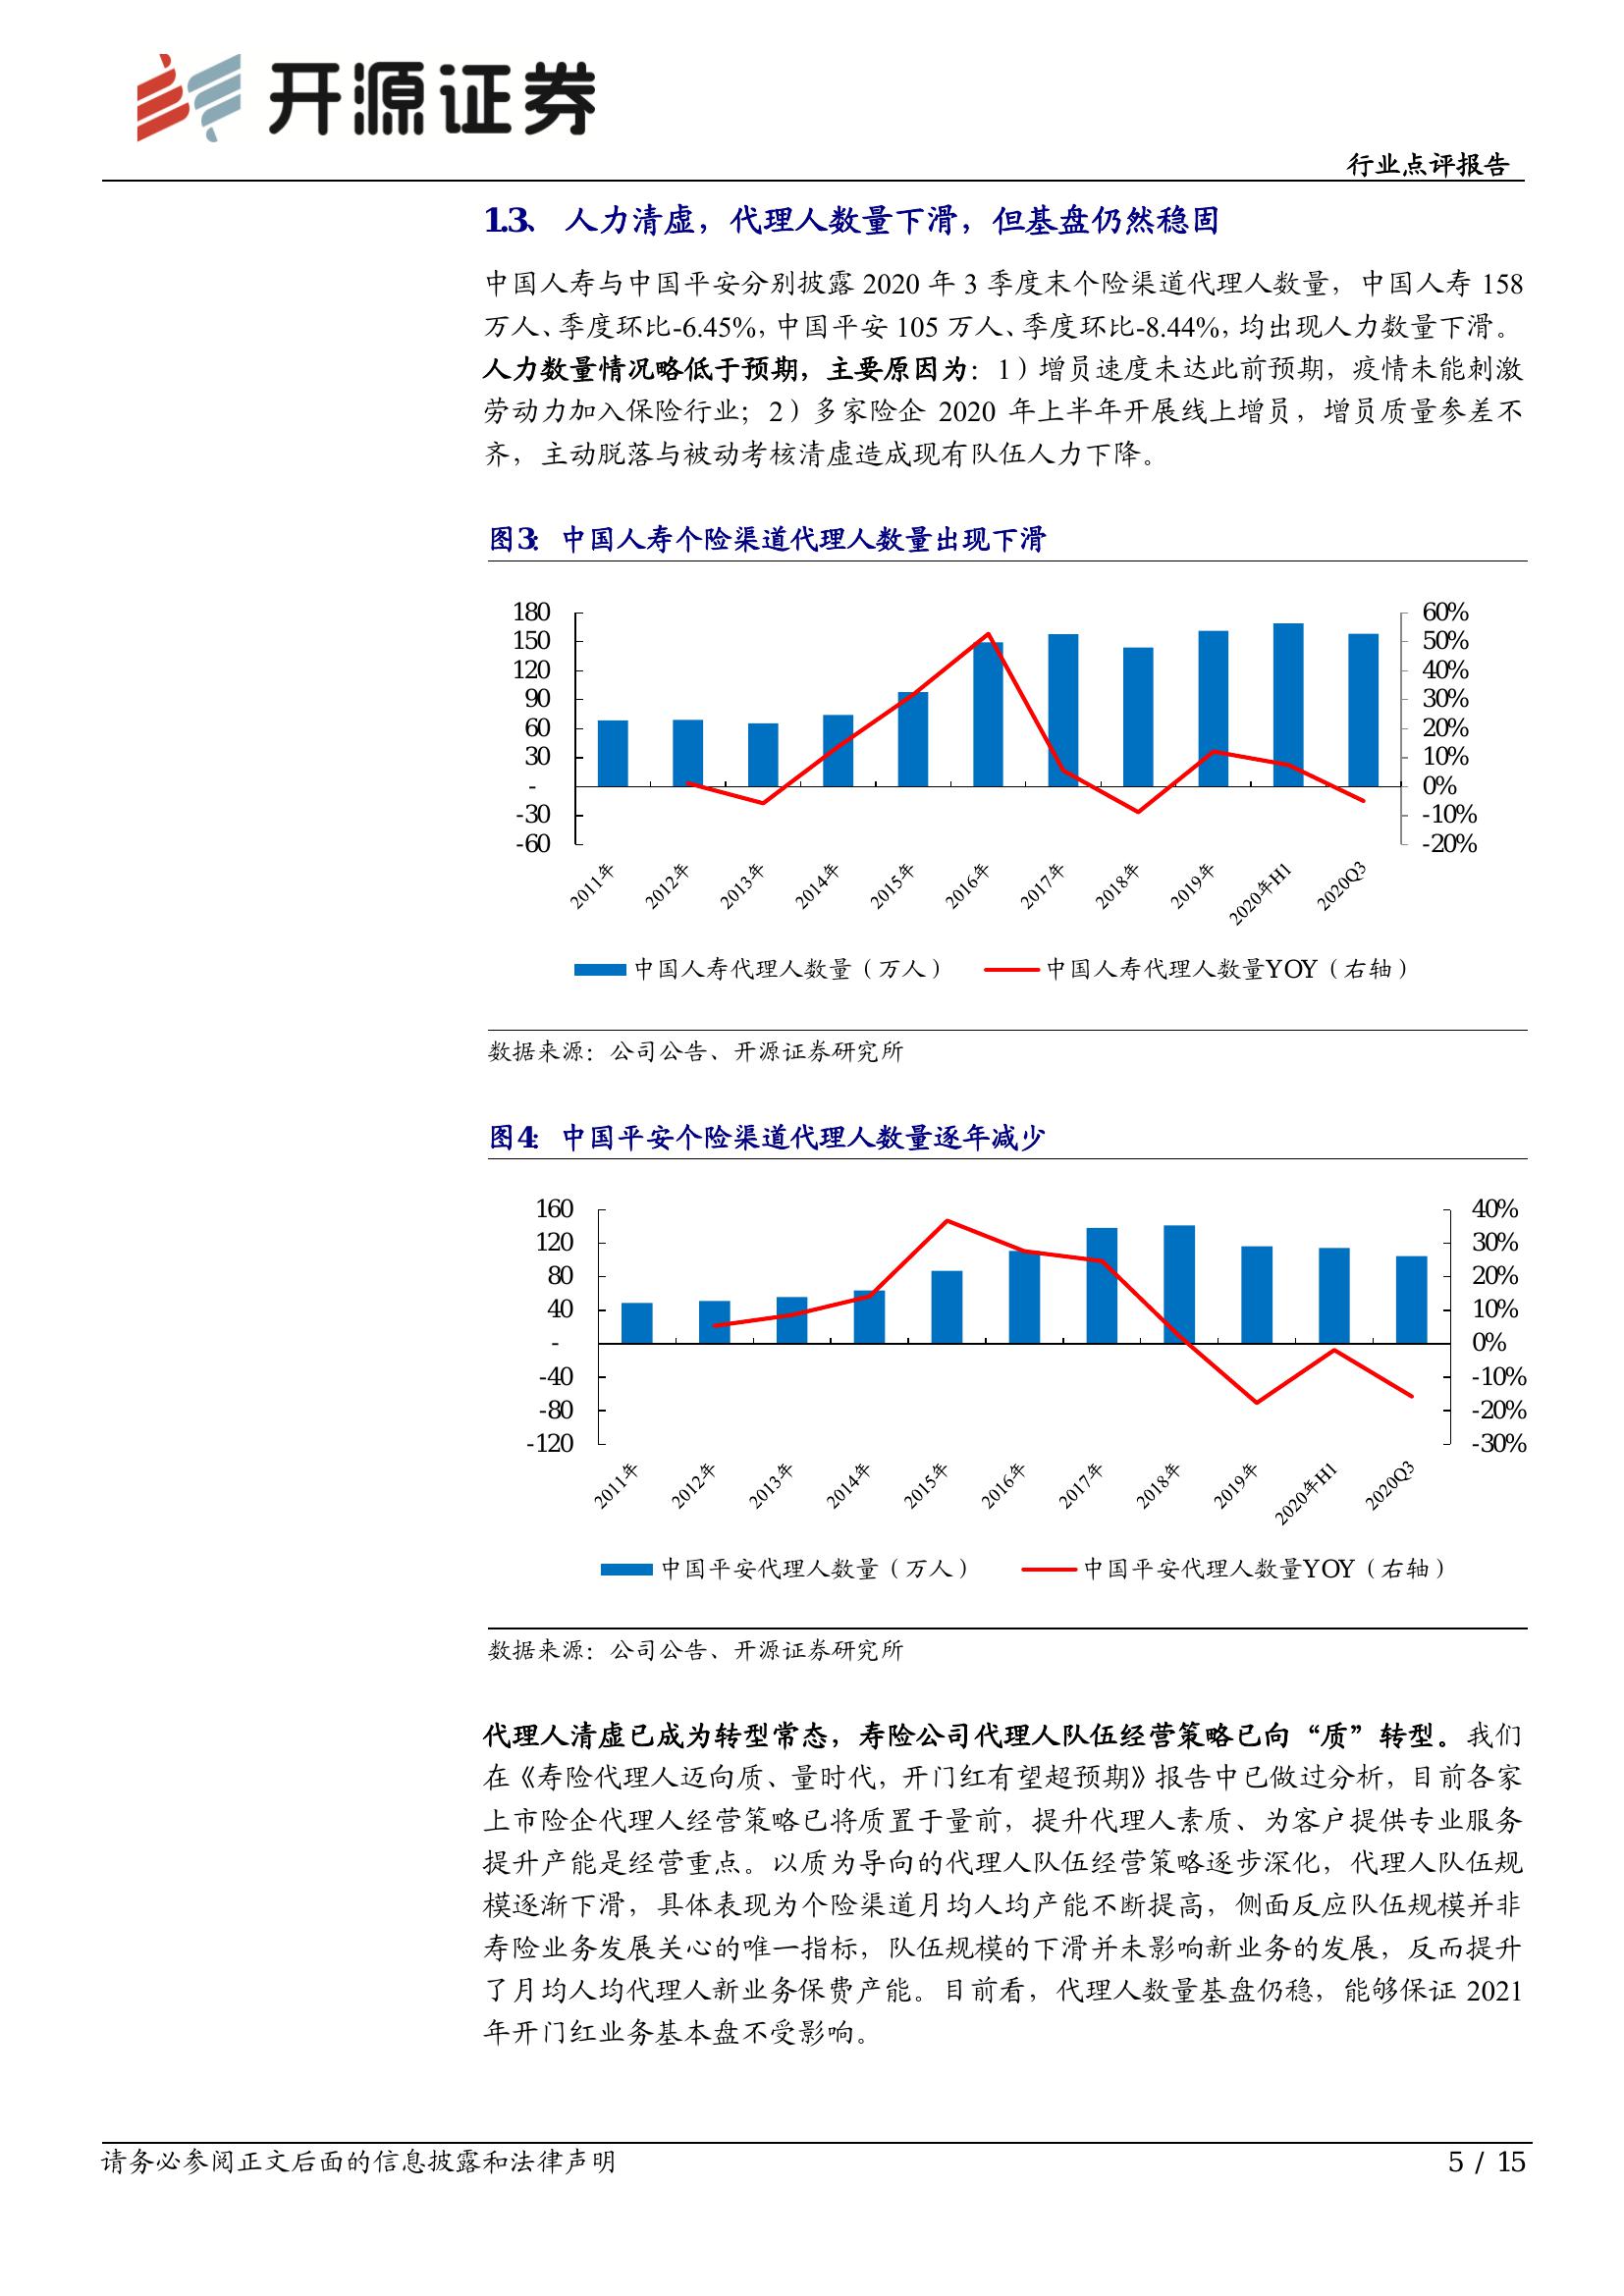 开源证券
行业点评报告
1.3、 人力清虚，代理人数量下滑，但基盘仍然稳固
中国人寿与中国平安分别披露 2020 年 3 季度末个险渠道代理人数量，中国人寿 158
万人、季度环比-6.45%，中国平安 105 万人、季度环比-8.44%，均出现人力数量下滑。
人力数量情况略低于预期，主要原因为：1）增员速度未达此前预期，疫情未能刺激
劳动力加入保险行业；2）多家险企 2020 年上半年开展线上增员，增员质量参差不
齐，主动脱落与被动考核清虚造成现有队伍人力下降。
图3： 中国人寿个险渠道代理人数量出现下滑
180
150
120
90
60
30
-
-30
-60
60%
50%
40%
30%
20%
10%
0%
-10%
-20%
2011年
2012年
2013年
2014年
2015年
2016年
2017年
2018年
2019年
2020年H1
2020Q3
中国人寿代理人数量（万人）
中国人寿代理人数量YOY（右轴）
数据来源：公司公告、开源证券研究所
图4： 中国平安个险渠道代理人数量逐年减少
160
120
80
40
-
-40
-80
-120
40%
30%
20%
10%
0%
-10%
-20%
-30%
2011年
2012年
2013年
2014年
2015年
2016年
2017年
2018年
2019年
2020年H1
2020Q3
中国平安代理人数量（万人）
中国平安代理人数量YOY（右轴）
数据来源：公司公告、开源证券研究所
代理人清虚已成为转型常态，寿险公司代理人队伍经营策略已向“质”转型。我们
在《寿险代理人迈向质、量时代，开门红有望超预期》报告中已做过分析，目前各家
上市险企代理人经营策略已将质置于量前，提升代理人素质、为客户提供专业服务
提升产能是经营重点。以质为导向的代理人队伍经营策略逐步深化，代理人队伍规
模逐渐下滑，具体表现为个险渠道月均人均产能不断提高，侧面反应队伍规模并非
寿险业务发展关心的唯一指标，队伍规模的下滑并未影响新业务的发展，反而提升
了月均人均代理人新业务保费产能。目前看，代理人数量基盘仍稳，能够保证 2021
年开门红业务基本盘不受影响。
请务必参阅正文后面的信息披露和法律声明
5 / 15